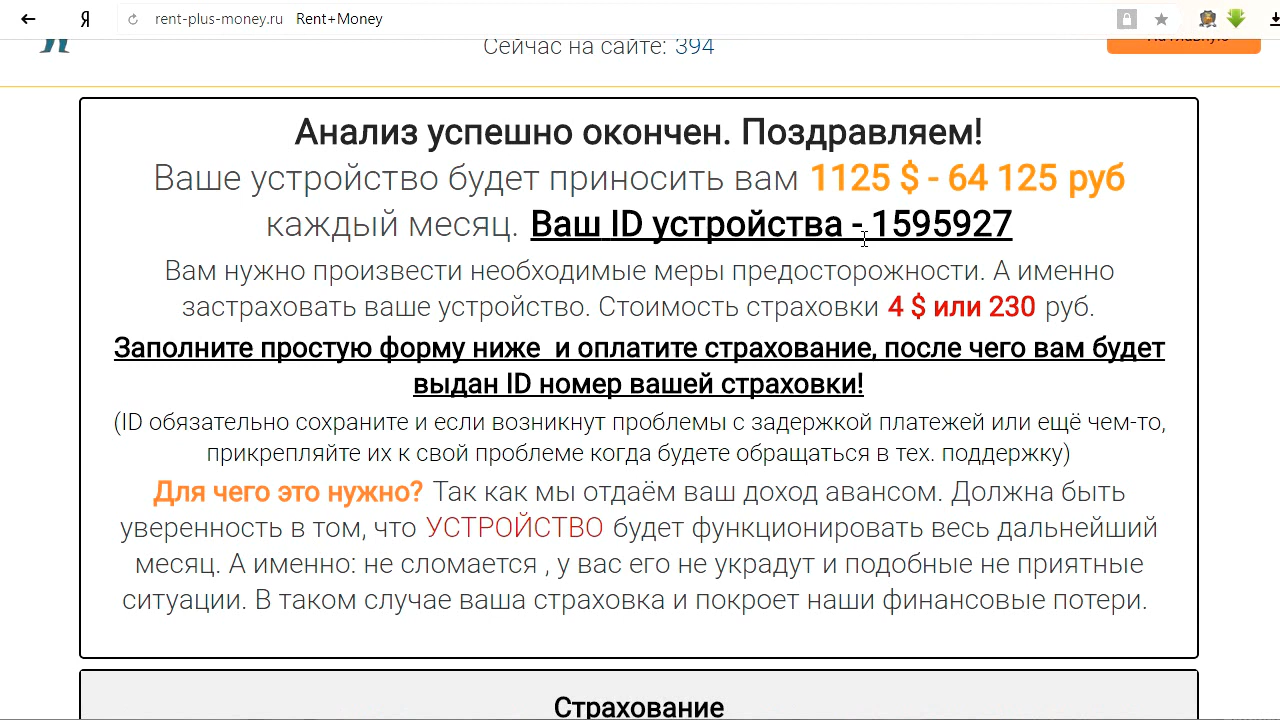 rent-plus-money.ru Rent+Money
Сейчас на сайте: 394
На главную
Анализ успешно окончен. Поздравляем!
Ваше устройство будет приносить вам 1125 $ - 64 125 руб
каждый месяц. Ваш ID устройства - 1595927
Вам нужно произвести необходимые меры предосторожности. А именно
застраховать ваше устройство. Стоимость страховки 4 $ или 230 руб.
Заполните простую форму ниже и оплатите страхование, после чего вам будет
выдан ID номер вашей страховки!
(ID обязательно сохраните и если возникнут проблемы с задержкой платежей или ещё чем-то,
прикрепляйте их к свой проблеме когда будете обращаться в тех. поддержку)
Для чего это нужно? Так как мы отдаём ваш доход авансом. Должна быть
уверенность в том, что УСТРОЙСТВО будет функционировать весь дальнейший
месяц. А именно: не сломается , у вас его не украдут и подобные не приятные
ситуации. В таком случае ваша страховка и покроет наши финансовые потери.
Страхование